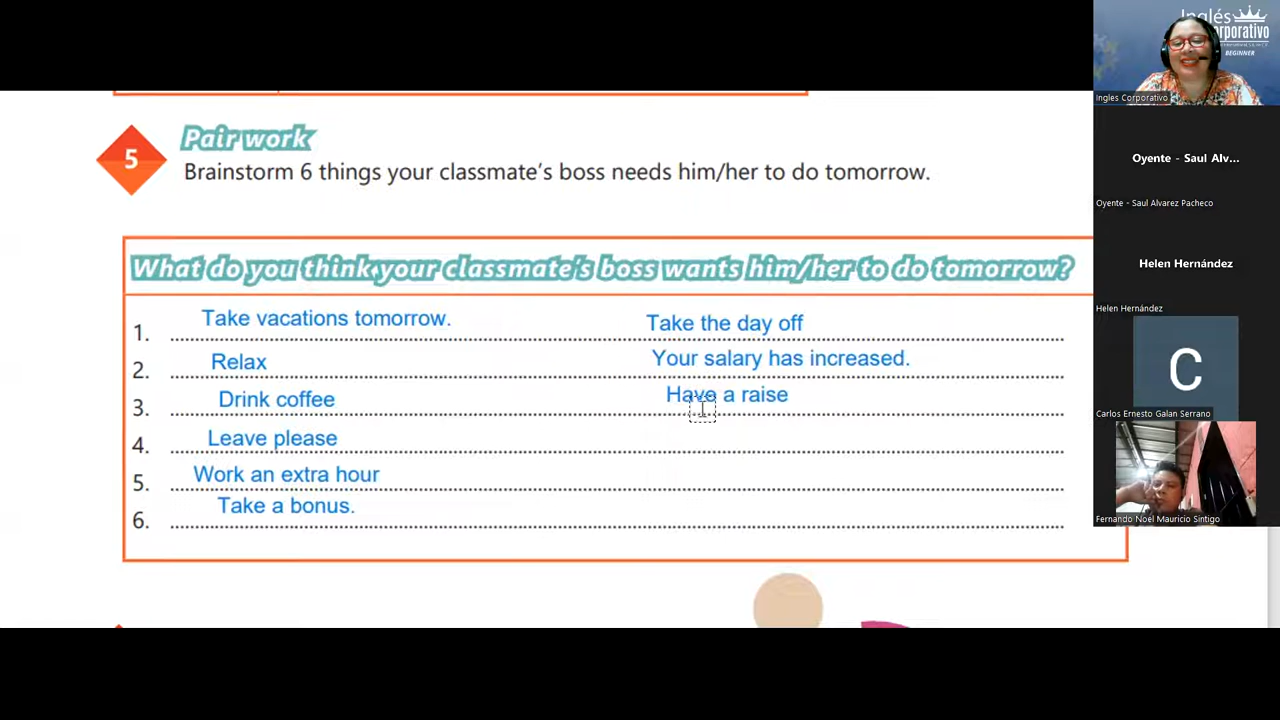 Inglés
Corporativo
BEGINNER
Ingles Corporativo
5
Pair work
Brainstorm 6 things your classmate's boss needs him/her to do tomorrow.
Oyente - Saul Alv...
Oyente - Saul Alvarez Pacheco
What do you think your classmate's boss wants him/her to do tomorrow?
Helen Hernández
Helen Hernández
1. Take vacations tomorrow. Take the day off
2. Relax Your salary has increased.
3. Drink coffee Have a raise
4. Leave please
5. Work an extra hour
6. Take a bonus.
C
Carlos Ernesto Galan Serrano
Fernando Noel Mauricio Sintigo